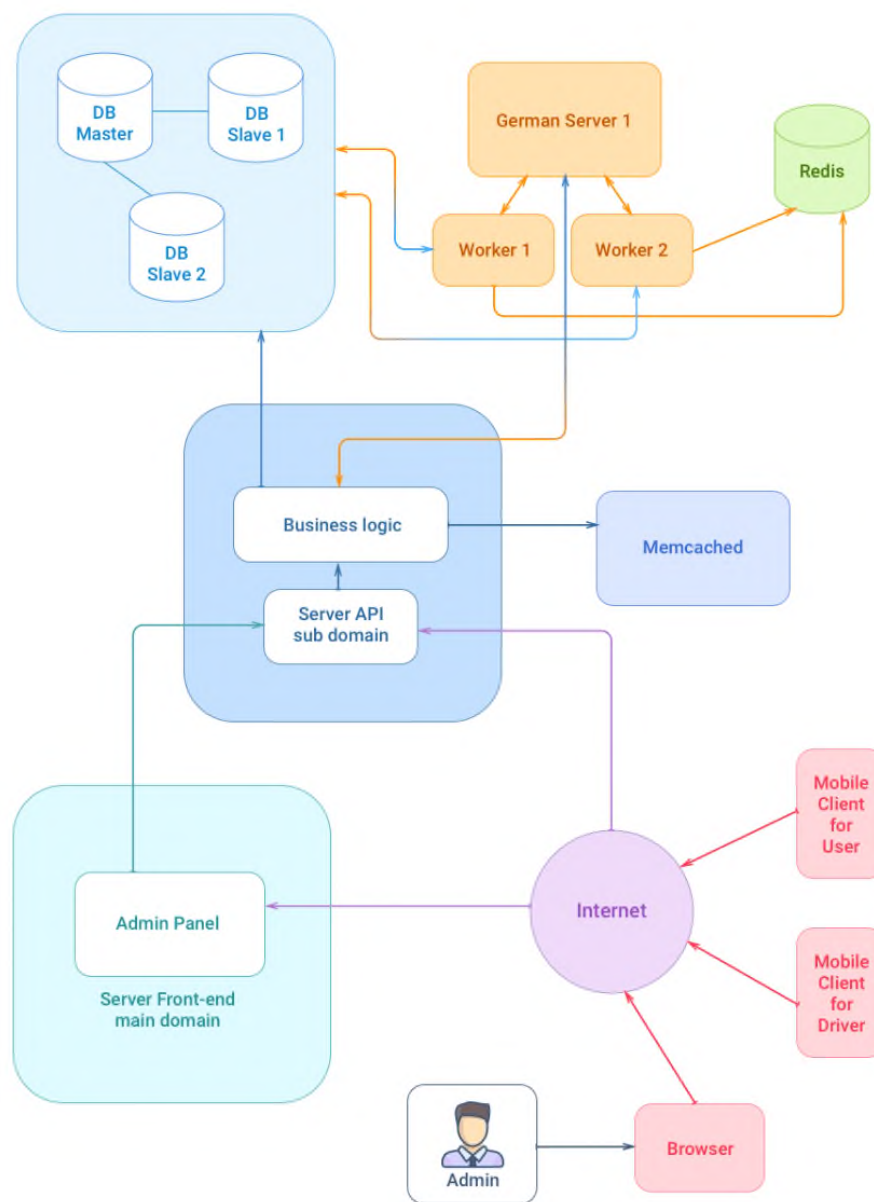 DB
Master
DB
Slave 1
DB
Slave 2
German Server 1
Worker 1
Worker 2
Redis
Business logic
Memcached
Server API
sub domain
Mobile
Client
for
User
Admin Panel
Internet
Server Front-end
main domain
Mobile
Client
for
Driver
Browser
Admin